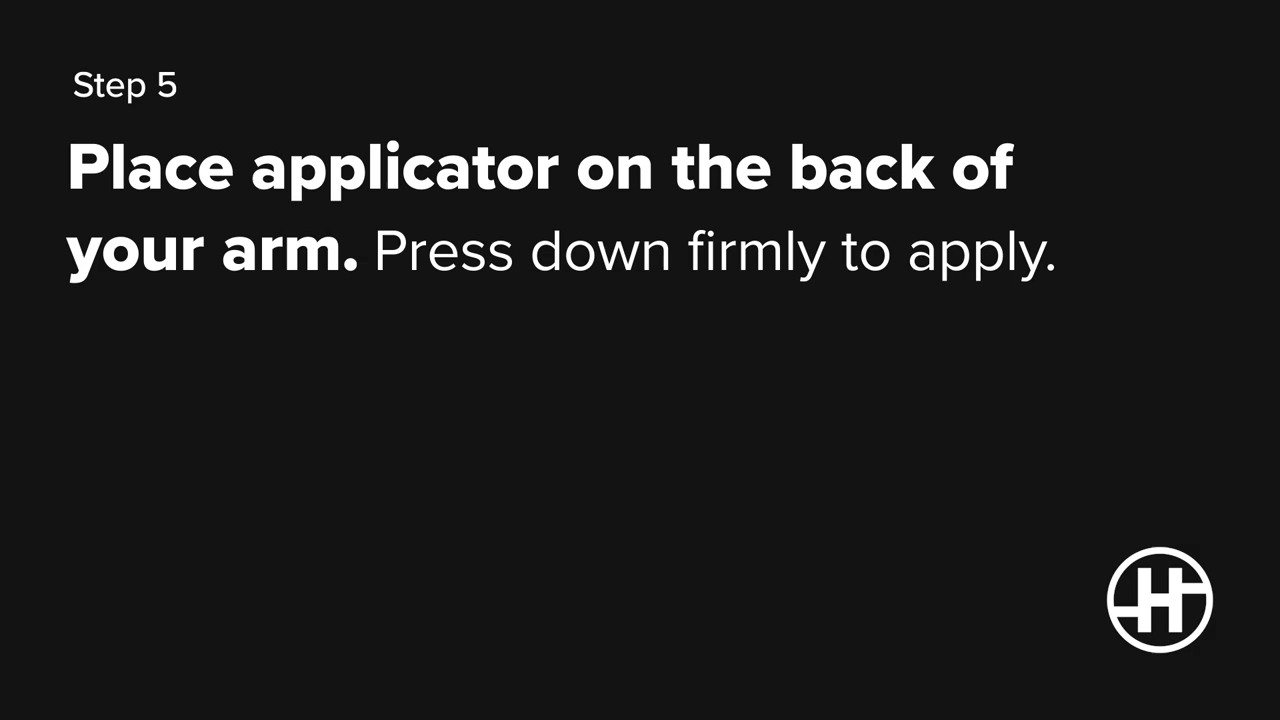 Step 5
Place applicator on the back of
your arm. Press down firmly to apply.
H